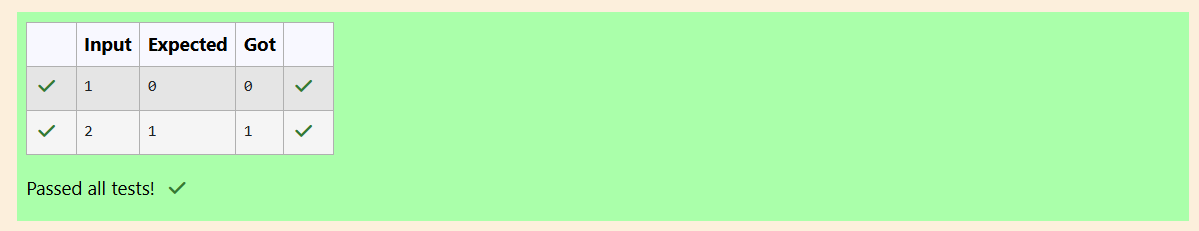 Input Expected Got
1 0 0
2 1 1
Passed all tests!